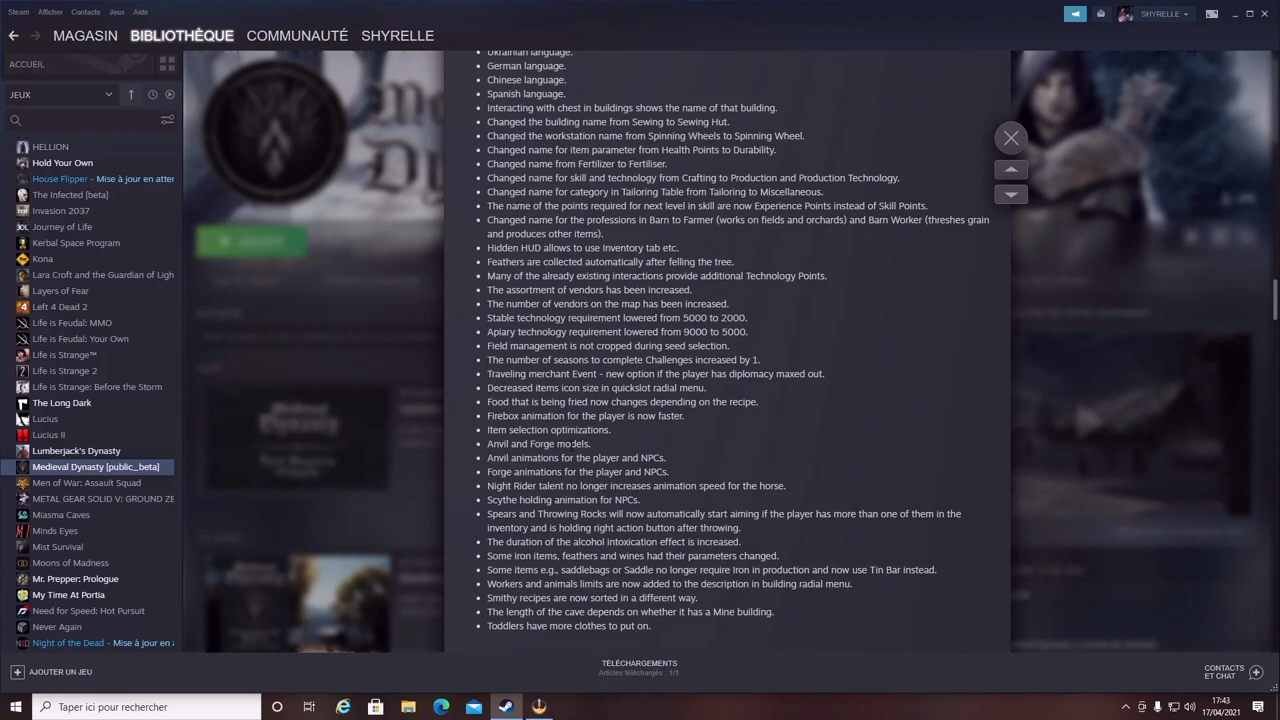 Steam Afficher Contacts Jeux Aide
SHYRELLE
MAGASIN BIBLIOTHÈQUE COMMUNAUTÉ SHYRELLE
ACCUEIL
JEUX
HELLION
Hold Your Own
House Flipper - Mise à jour en atter
The Infected [beta]
Invasion 2037
Journey of Life
Kerbal Space Program
Kona
Lara Croft and the Guardian of Ligh
Layers of Fear
Left 4 Dead 2
Life is Feudal: MMO
Life is Feudal: Your Own
Life is Strange™
Life is Strange 2
Life is Strange: Before the Storm
The Long Dark
Lucius
Lucius II
Lumberjack's Dynasty
Medieval Dynasty [public_beta]
Men of War: Assault Squad
METAL GEAR SOLID V: GROUND ZE
Miasma Caves
Minds Eyes
Mist Survival
Moons of Madness
Mr. Prepper: Prologue
My Time At Portia
Need for Speed: Hot Pursuit
Never Again
Night of the Dead - Mise à jour en a
Ukrainian language.
German language.
Chinese language.
Spanish language.
Interacting with chest in buildings shows the name of that building.
Changed the building name from Sewing to Sewing Hut.
Changed the workstation name from Spinning Wheels to Spinning Wheel.
Changed name for item parameter from Health Points to Durability.
Changed name from Fertilizer to Fertiliser.
Changed name for skill and technology from Crafting to Production and Production Technology.
Changed name for category in Tailoring Table from Tailoring to Miscellaneous.
The name of the points required for next level in skill are now Experience Points instead of Skill Points.
Changed name for the professions in Barn to Farmer (works on fields and orchards) and Barn Worker (threshes grain
and produces other items).
Hidden HUD allows to use Inventory tab etc.
Feathers are collected automatically after felling the tree.
Many of the already existing interactions provide additional Technology Points.
The assortment of vendors has been increased.
The number of vendors on the map has been increased.
Stable technology requirement lowered from 5000 to 2000.
Apiary technology requirement lowered from 9000 to 5000.
Field management is not cropped during seed selection.
The number of seasons to complete Challenges increased by 1.
Traveling merchant Event - new option if the player has diplomacy maxed out.
Decreased items icon size in quickslot radial menu.
Food that is being fried now changes depending on the recipe.
Firebox animation for the player is now faster.
Item selection optimizations.
Anvil and Forge models.
Anvil animations for the player and NPCs.
Forge animations for the player and NPCs.
Night Rider talent no longer increases animation speed for the horse.
Scythe holding animation for NPCs.
Spears and Throwing Rocks will now automatically start aiming if the player has more than one of them in the
inventory and is holding right action button after throwing.
The duration of the alcohol intoxication effect is increased.
Some iron items, feathers and wines had their parameters changed.
Some items e.g., saddlebags or Saddle no longer require Iron in production and now use Tin Bar instead.
Workers and animals limits are now added to the description in building radial menu.
Smithy recipes are now sorted in a different way.
The length of the cave depends on whether it has a Mine building.
Toddlers have more clothes to put on.
AJOUTER UN JEU
TÉLÉCHARGEMENTS
Articles téléchargés : 1/1
CONTACTS
ET CHAT
Taper ici pour rechercher
17:43
17/04/2021